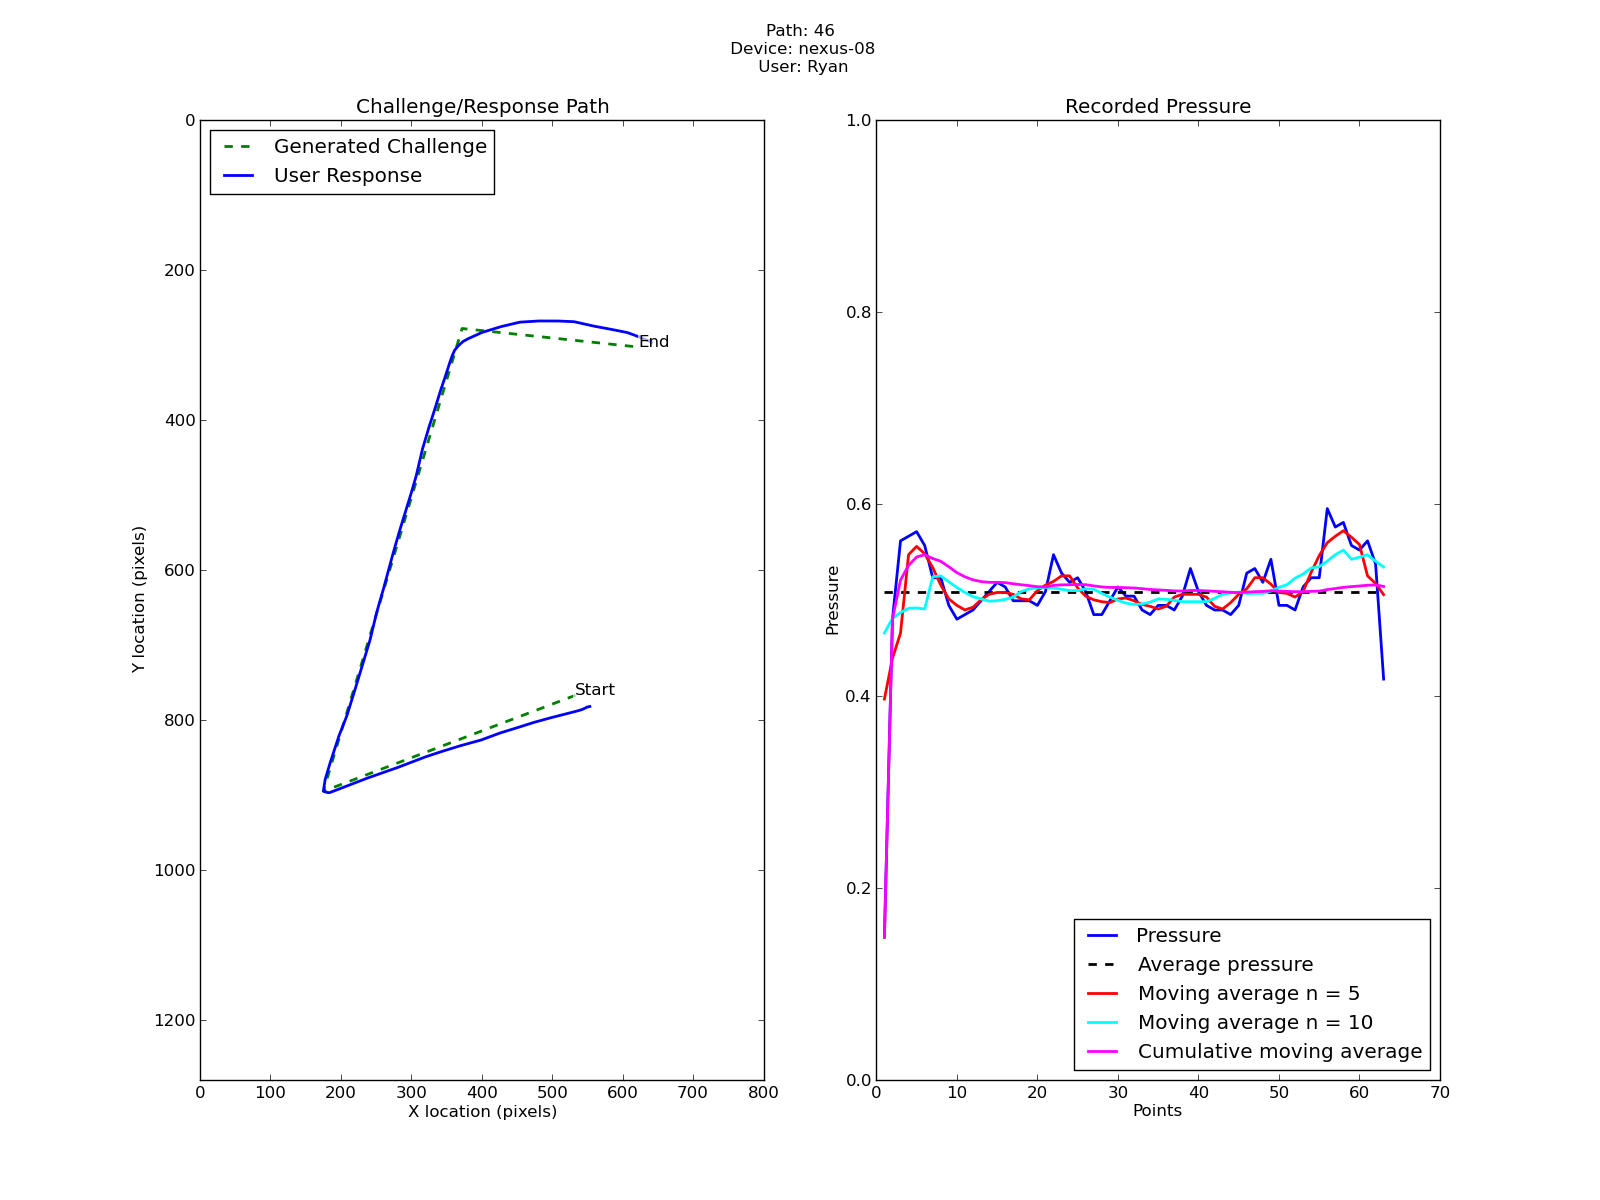 Path: 46
Device: nexus-08
User: Ryan
Challenge/Response Path
Generated Challenge
User Response
0
200
400
600
800
1000
1200
Y location (pixels)
End
Start
0 100 200 300 400 500 600 700 800
X location (pixels)
Recorded Pressure
1.0
0.8
0.6
0.4
0.2
0.0
Pressure
Pressure
Average pressure
Moving average n = 5
Moving average n = 10
Cumulative moving average
0 10 20 30 40 50 60 70
Points